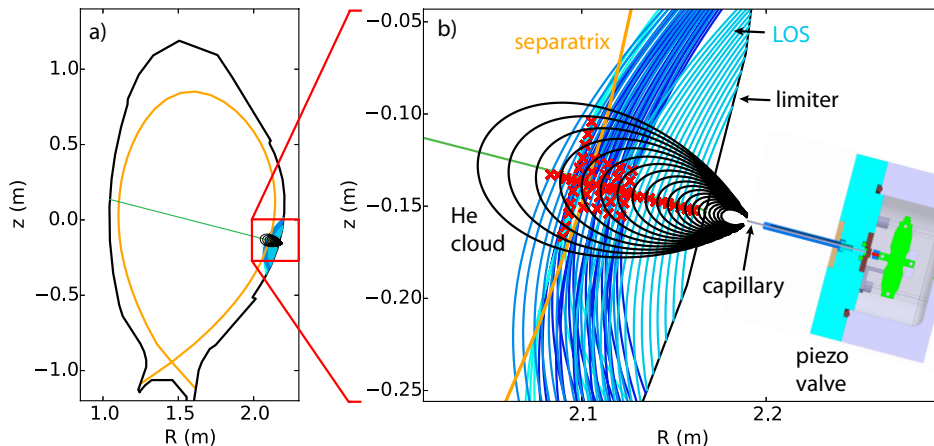 a)
1.0
0.5
0.0
−0.5
−1.0
z (m)
1.0
1.5
2.0
R (m)
b)
−0.05
−0.10
−0.15
−0.20
−0.25
z (m)
2.1
2.2
R (m)
separatrix
LOS
limiter
He
cloud
capillary
piezo
valve